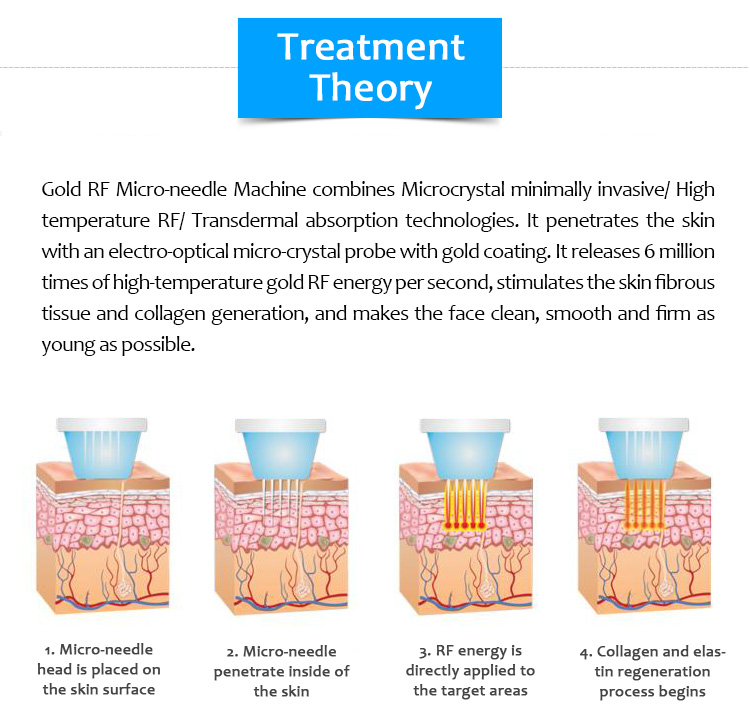 Treatment
Theory
Gold RF Micro-needle Machine combines Microcrystal minimally invasive/ High
temperature RF/ Transdermal absorption technologies. It penetrates the skin
with an electro-optical micro-crystal probe with gold coating. It releases 6 million
times of high-temperature gold RF energy per second, stimulates the skin fibrous
tissue and collagen generation, and makes the face clean, smooth and firm as
young as possible.
1. Micro-needle
head is placed on
the skin surface
2. Micro-needle
penetrate inside of
the skin
3. RF energy is
directly applied to
the target areas
4. Collagen and elas-
tin regeneration
process begins